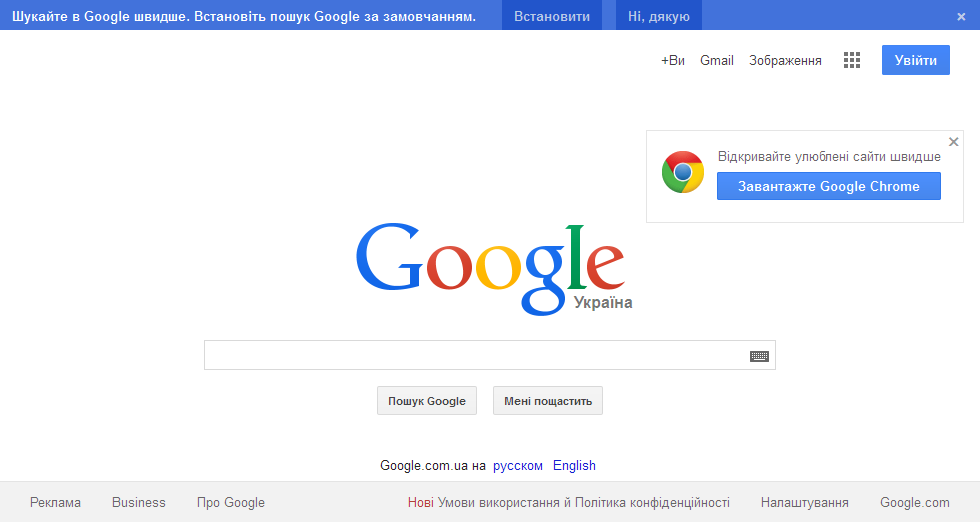 Шукайте в Google швидше. Встановіть пошук Google за замовчанням. Встановити Ні, дякую ×
+Ви Gmail Зображення Увійти
Відкривайте улюблені сайти швидше
Завантажте Google Chrome
Google
Україна
Пошук Google Мені пощастить
Google.com.ua на русском English
Реклама Business Про Google Нові Умови використання й Політика конфіденційності Налаштування Google.com